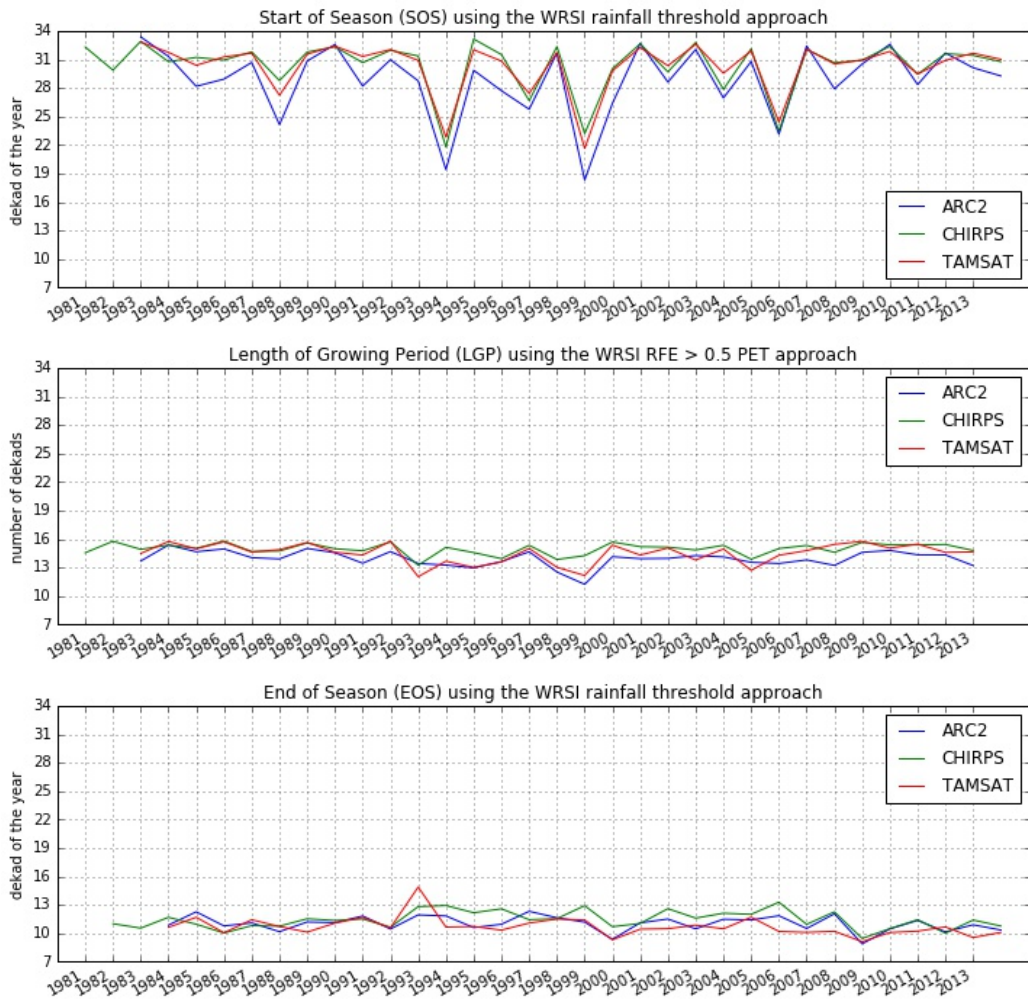 Start of Season (SOS) using the WRSI rainfall threshold approach
dekad of the year
34
31
28
25
22
19
16
13
10
7
ARC2
CHIRPS
TAMSAT
1981 1982 1983 1984 1985 1986 1987 1988 1989 1990 1991 1992 1993 1994 1995 1996 1997 1998 1999 2000 2001 2002 2003 2004 2005 2006 2007 2008 2009 2010 2011 2012 2013
Length of Growing Period (LGP) using the WRSI RFE > 0.5 PET approach
number of dekads
34
31
28
25
22
19
16
13
10
7
ARC2
CHIRPS
TAMSAT
1981 1982 1983 1984 1985 1986 1987 1988 1989 1990 1991 1992 1993 1994 1995 1996 1997 1998 1999 2000 2001 2002 2003 2004 2005 2006 2007 2008 2009 2010 2011 2012 2013
End of Season (EOS) using the WRSI rainfall threshold approach
dekad of the year
34
31
28
25
22
19
16
13
10
7
ARC2
CHIRPS
TAMSAT
1981 1982 1983 1984 1985 1986 1987 1988 1989 1990 1991 1992 1993 1994 1995 1996 1997 1998 1999 2000 2001 2002 2003 2004 2005 2006 2007 2008 2009 2010 2011 2012 2013